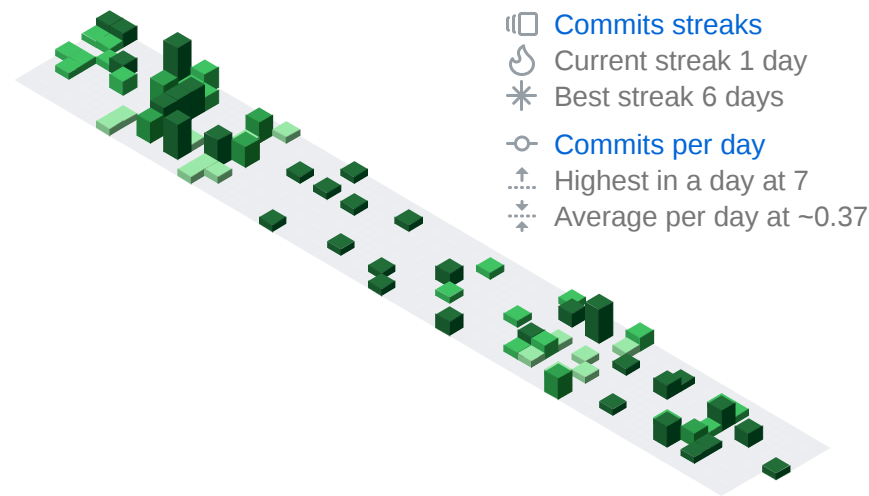 Commits streaks
Current streak 1 day
Best streak 6 days
Commits per day
Highest in a day at 7
Average per day at ~0.37